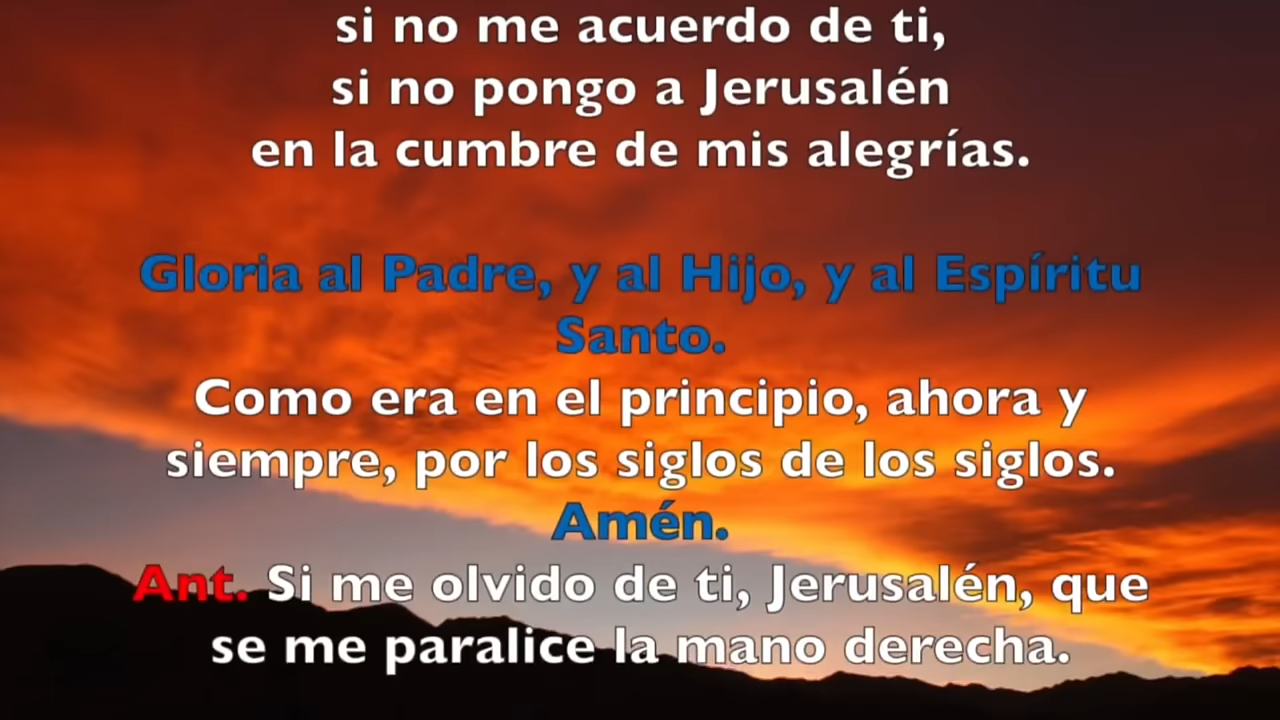 si no me acuerdo de ti,
si no pongo a Jerusalén
en la cumbre de mis alegrías.
Gloria al Padre, y al Hijo, y al Espíritu
Santo.
Como era en el principio, ahora y
siempre, por los siglos de los siglos.
Amén.
Ant. Si me olvido de ti, Jerusalén, que
se me paralice la mano derecha.